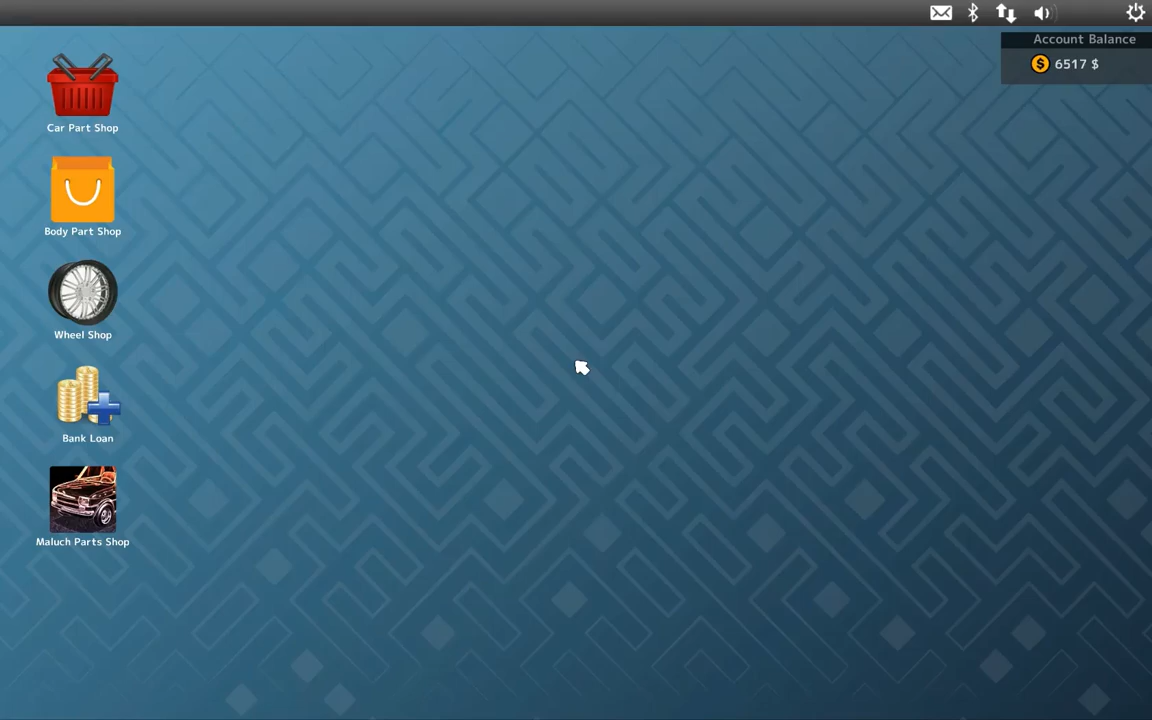 Account Balance
$ 6517 $
Car Part Shop
Body Part Shop
Wheel Shop
Bank Loan
Maluch Parts Shop